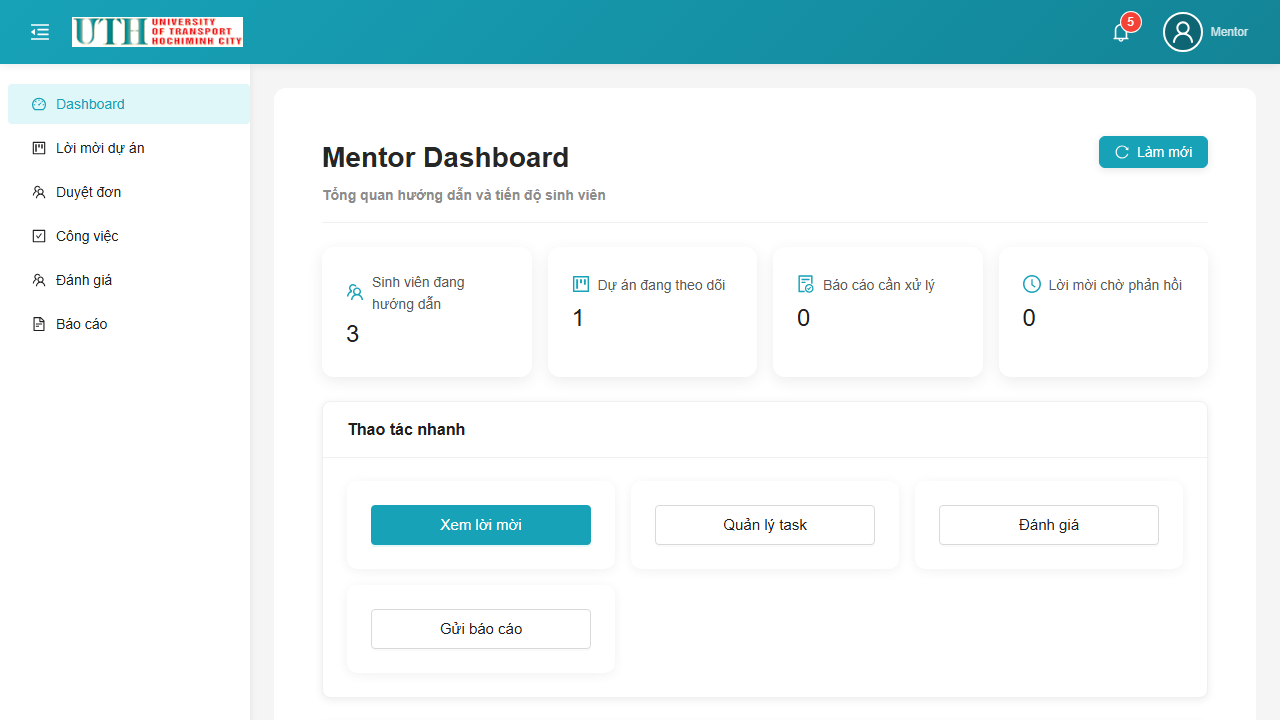 UTH UNIVERSITY
OF TRANSPORT
HOCHIMINH CITY
5
Mentor
Dashboard
Lời mời dự án
Duyệt đơn
Công việc
Đánh giá
Báo cáo
Mentor Dashboard
Làm mới
Tổng quan hướng dẫn và tiến độ sinh viên
Sinh viên đang
hướng dẫn
3
Dự án đang theo dõi
1
Báo cáo cần xử lý
0
Lời mời chờ phản hồi
0
Thao tác nhanh
Xem lời mời
Quản lý task
Đánh giá
Gửi báo cáo